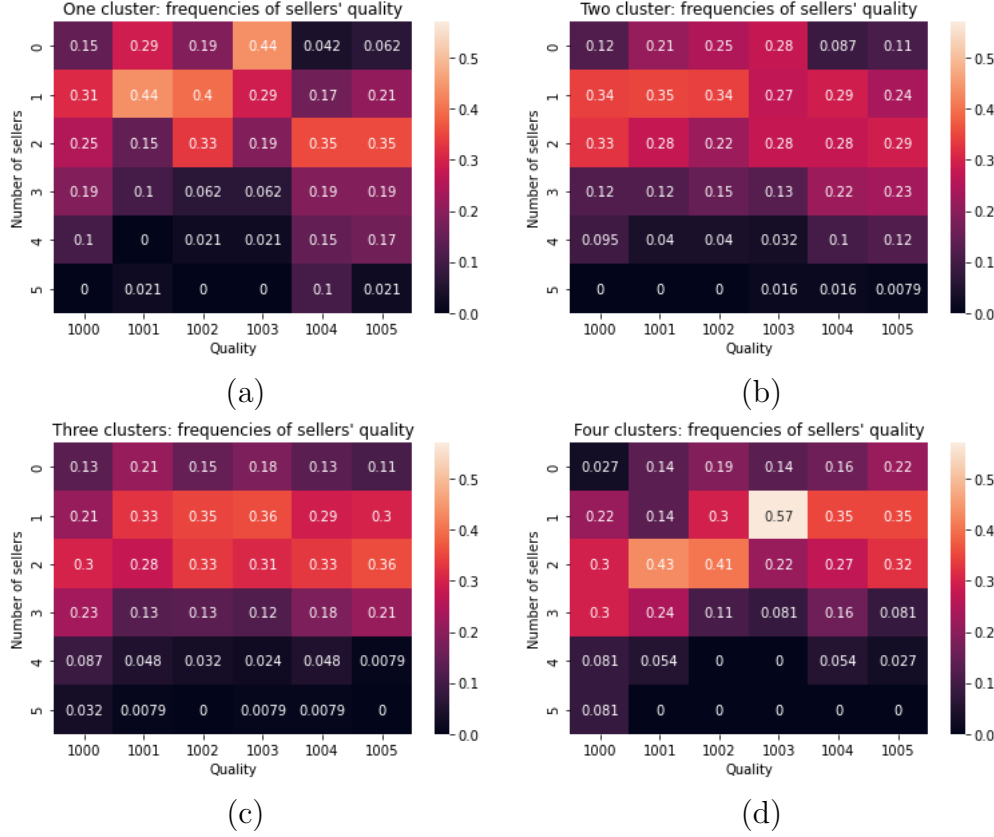 One cluster: frequencies of sellers' quality
Number of sellers
0 0.15 0.29 0.19 0.44 0.042 0.062
1 0.31 0.44 0.4 0.29 0.17 0.21
2 0.25 0.15 0.33 0.19 0.35 0.35
3 0.19 0.1 0.062 0.062 0.19 0.19
4 0.1 0 0.021 0.021 0.15 0.17
5 0 0.021 0 0 0.1 0.021
1000 1001 1002 1003 1004 1005
Quality
0.5
0.4
0.3
0.2
0.1
0.0
(a)
Two cluster: frequencies of sellers' quality
Number of sellers
0 0.12 0.21 0.25 0.28 0.087 0.11
1 0.34 0.35 0.34 0.27 0.29 0.24
2 0.33 0.28 0.22 0.28 0.28 0.29
3 0.12 0.12 0.15 0.13 0.22 0.23
4 0.095 0.04 0.04 0.032 0.1 0.12
5 0 0 0 0.016 0.016 0.0079
1000 1001 1002 1003 1004 1005
Quality
0.5
0.4
0.3
0.2
0.1
0.0
(b)
Three clusters: frequencies of sellers' quality
Number of sellers
0 0.13 0.21 0.15 0.18 0.13 0.11
1 0.21 0.33 0.35 0.36 0.29 0.3
2 0.3 0.28 0.33 0.31 0.33 0.36
3 0.23 0.13 0.13 0.12 0.18 0.21
4 0.087 0.048 0.032 0.024 0.048 0.0079
5 0.032 0.0079 0 0.0079 0.0079 0
1000 1001 1002 1003 1004 1005
Quality
0.5
0.4
0.3
0.2
0.1
0.0
(c)
Four clusters: frequencies of sellers' quality
Number of sellers
0 0.027 0.14 0.19 0.14 0.16 0.22
1 0.22 0.14 0.3 0.57 0.35 0.35
2 0.3 0.43 0.41 0.22 0.27 0.32
3 0.3 0.24 0.11 0.081 0.16 0.081
4 0.081 0.054 0 0 0.054 0.027
5 0.081 0 0 0 0 0
1000 1001 1002 1003 1004 1005
Quality
0.5
0.4
0.3
0.2
0.1
0.0
(d)